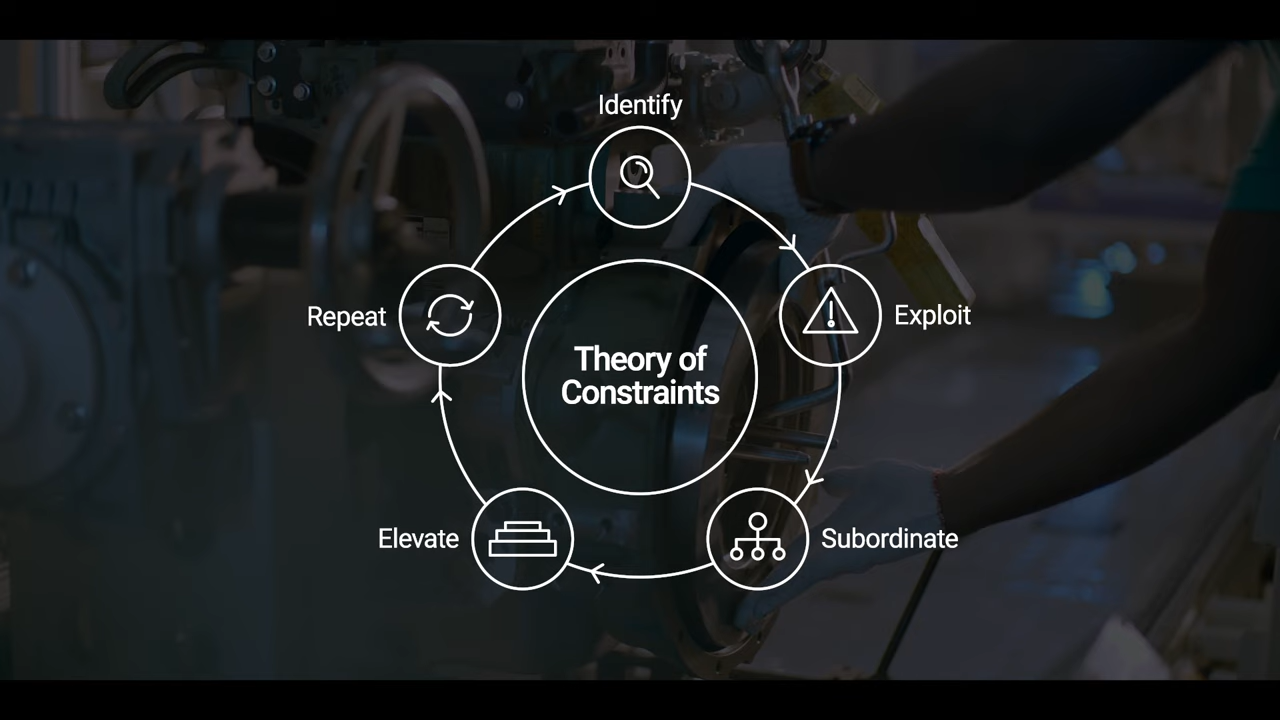 Identify
Exploit
Subordinate
Elevate
Repeat
Theory of
Constraints